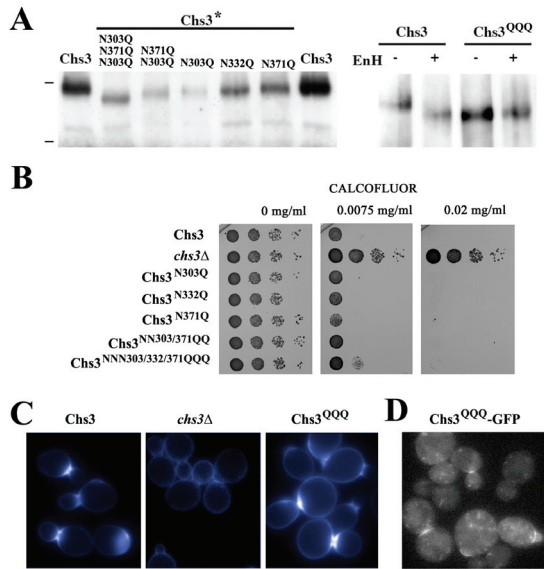 A
Chs3*
Chs3
N303Q
N371Q
N303Q
N371Q
N303Q
N303Q
N332Q
N371Q
Chs3
Chs3
Chs3QQQ
EnH
- + - +
B
CALCOFLUOR
0 mg/ml
0.0075 mg/ml
0.02 mg/ml
Chs3
chs3Δ
Chs3N303Q
Chs3N332Q
Chs3N371Q
Chs3NN303/371QQ
Chs3NNN303/332/371QQQ
C
Chs3
chs3Δ
Chs3QQQ
D
Chs3QQQ-GFP